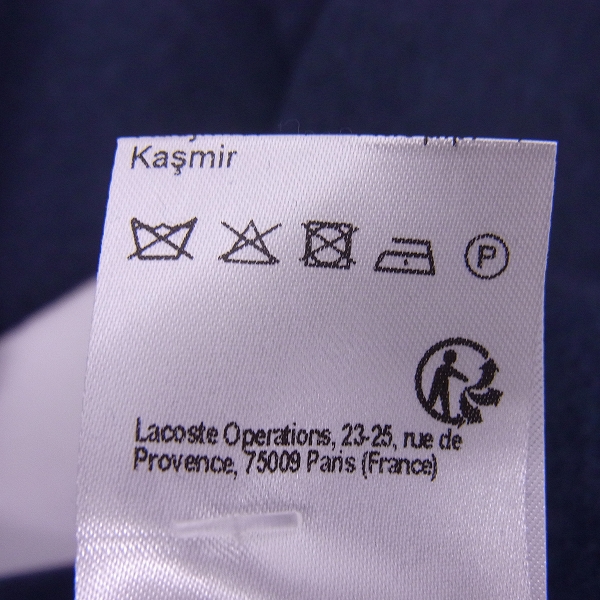 Kaşmir
P
Lacoste Operations, 23-25, rue de
Provence, 75009 Paris (France)